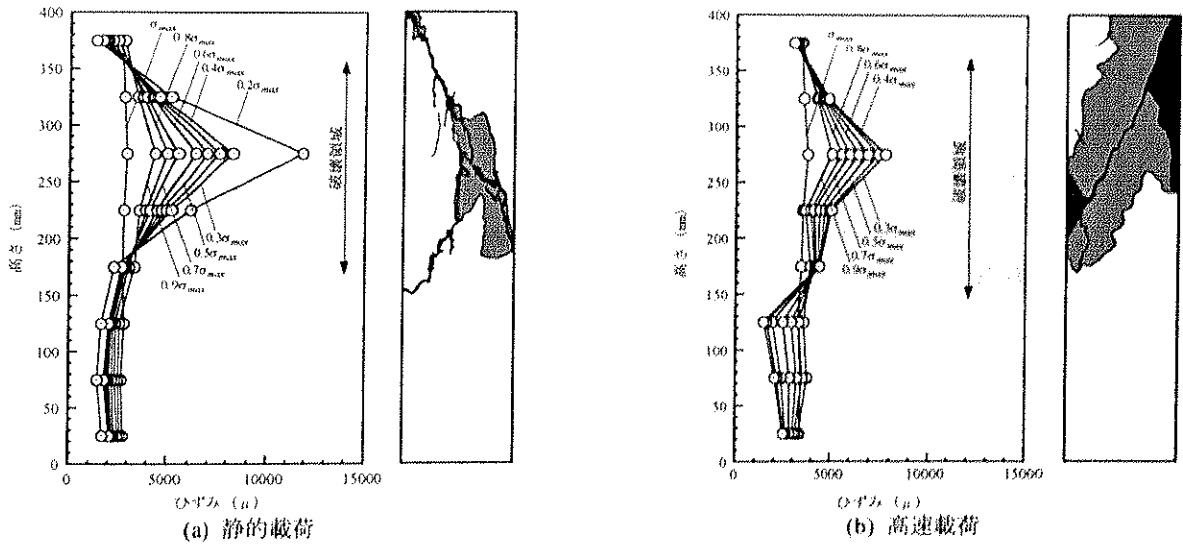 400
350
300
250
200
150
100
50
0
高さ (mm)
σmax
0.8σmax
0.6σmax
0.4σmax
0.2σmax
0.3σmax
0.5σmax
0.7σmax
0.9σmax
破壊領域
0 5000 10000 15000
ひずみ (μ)
(a) 静的載荷
400
350
300
250
200
150
100
50
0
高さ (mm)
σmax
0.8σmax
0.6σmax
0.4σmax
0.3σmax
0.5σmax
0.7σmax
0.9σmax
破壊領域
0 5000 10000 15000
ひずみ (μ)
(b) 高速載荷